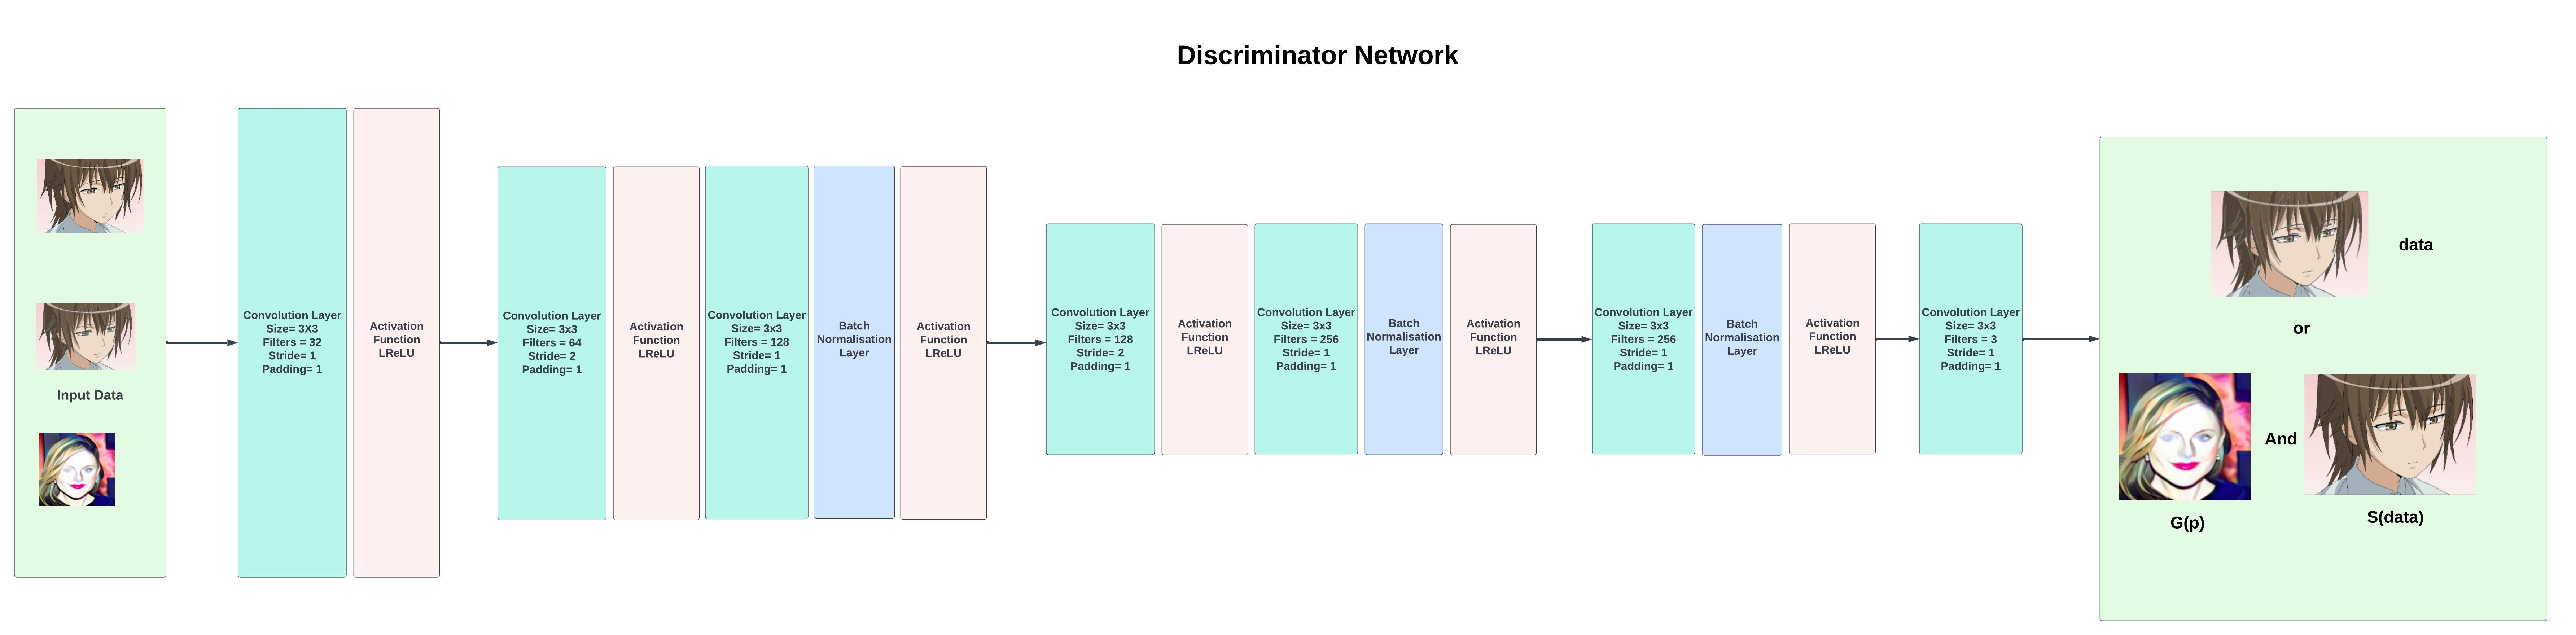 Discriminator Network
Input Data
Convolution Layer
Size= 3X3
Filters = 32
Stride= 1
Padding= 1
Activation
Function
LReLU
Convolution Layer
Size= 3x3
Filters = 64
Stride= 2
Padding= 1
Activation
Function
LReLU
Convolution Layer
Size= 3x3
Filters = 128
Stride= 1
Padding= 1
Batch
Normalisation
Layer
Activation
Function
LReLU
Convolution Layer
Size= 3x3
Filters = 128
Stride= 2
Padding= 1
Activation
Function
LReLU
Convolution Layer
Size= 3x3
Filters = 256
Stride= 1
Padding= 1
Batch
Normalisation
Layer
Activation
Function
LReLU
Convolution Layer
Size= 3x3
Filters = 256
Stride= 1
Padding= 1
Batch
Normalisation
Layer
Activation
Function
LReLU
Convolution Layer
Size= 3x3
Filters = 3
Stride= 1
Padding= 1
data
or
And
G(p)
S(data)